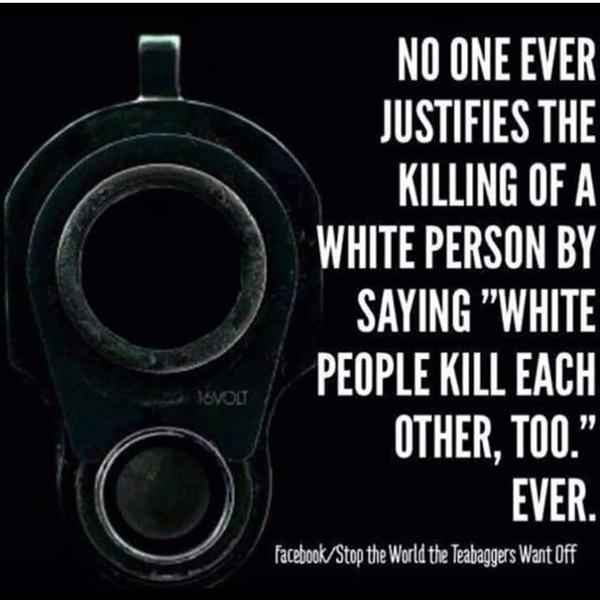 NO ONE EVER
JUSTIFIES THE
KILLING OF A
WHITE PERSON BY
SAYING ”WHITE
PEOPLE KILL EACH
OTHER, TOO.”
EVER.
16VOLT
Facebook/Stop the World the Teabaggers Want Off